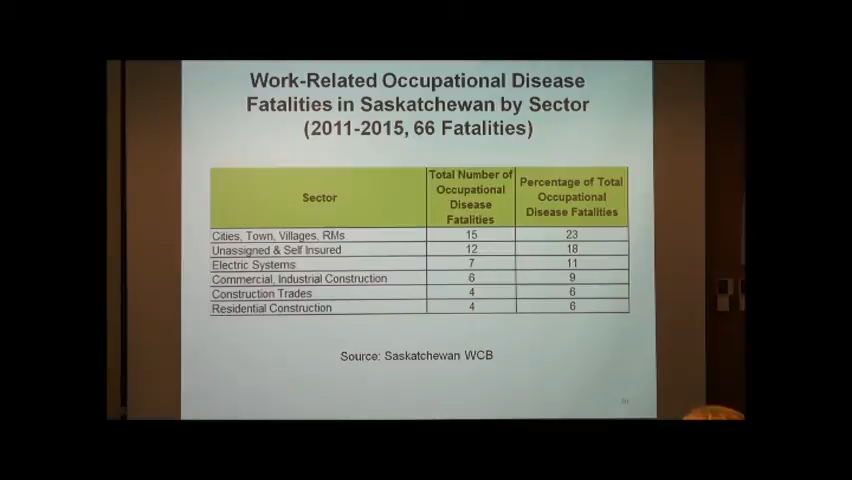 Work-Related Occupational Disease
Fatalities in Saskatchewan by Sector
(2011-2015, 66 Fatalities)
Sector
Total Number of
Occupational
Disease
Fatalities
Percentage of Total
Occupational
Disease Fatalities
Cities, Town, Villages, RMs 15 23
Unassigned & Self Insured 12 18
Electric Systems 7 11
Commercial, Industrial Construction 6 9
Construction Trades 4 6
Residential Construction 4 6
Source: Saskatchewan WCB